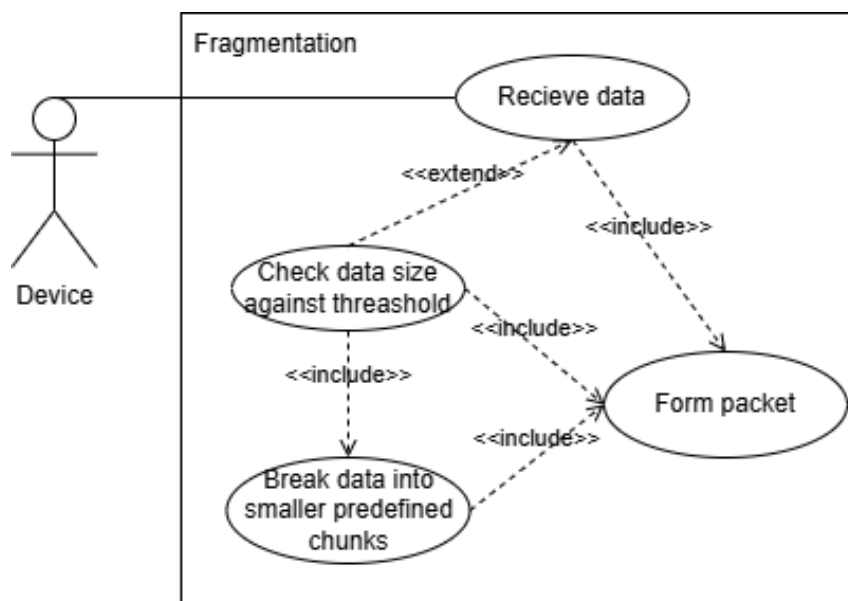 Fragmentation
Recieve data
<<extend>>
<<include>>
Device
Check data size
against threashold
<<include>>
<<include>>
Form packet
<<include>>
Break data into
smaller predefined
chunks